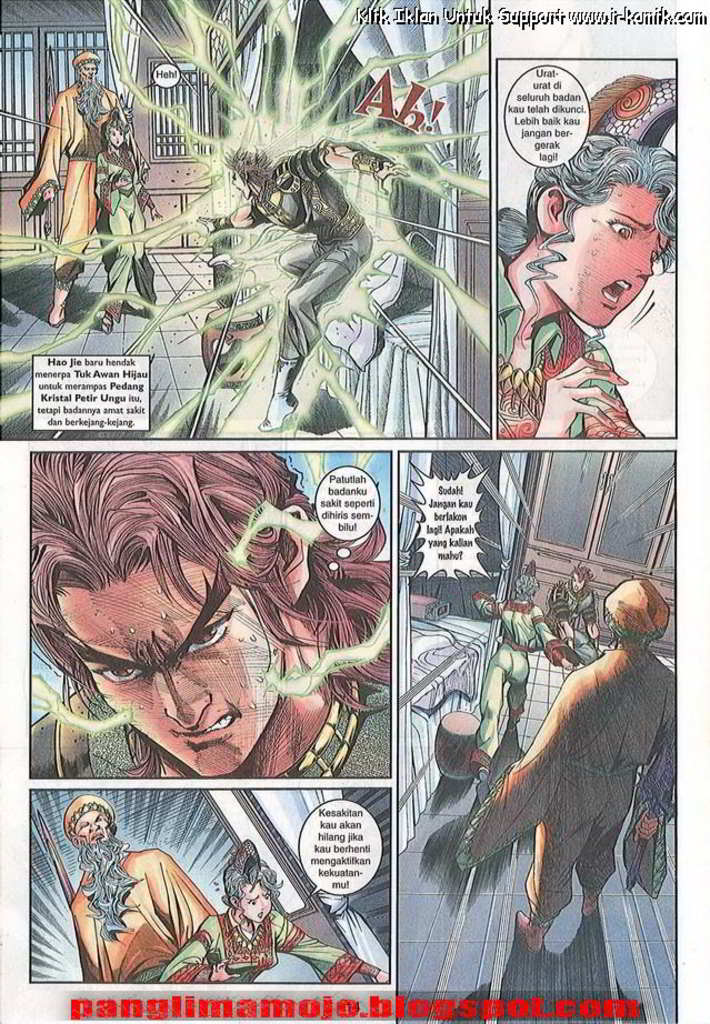 Klik Iklan Untuk Support www.ir-komik.com
Heh!
Ah!
Hao Jie baru hendak
menerpa Tuk Awan Hijau
untuk merampas Pedang
Kristal Petir Ungu itu,
tetapi badannya amat sakit
dan berkejang-kejang.
Urat-
urat di
seluruh badan
kau telah dikunci.
Lebih baik kau
jangan ber-
gerak
lagi!
Patutlah
badanku
sakit seperti
dihiris sem-
bilu!
Sudah!
Jangan kau
berlakon
lagi! Apakah
yang kalian
mahu?
Kesakitan
kau akan
hilang jika
kau berhenti
mengaktifkan
kekuatan-
mu!
panglimamojo.blogspot.com